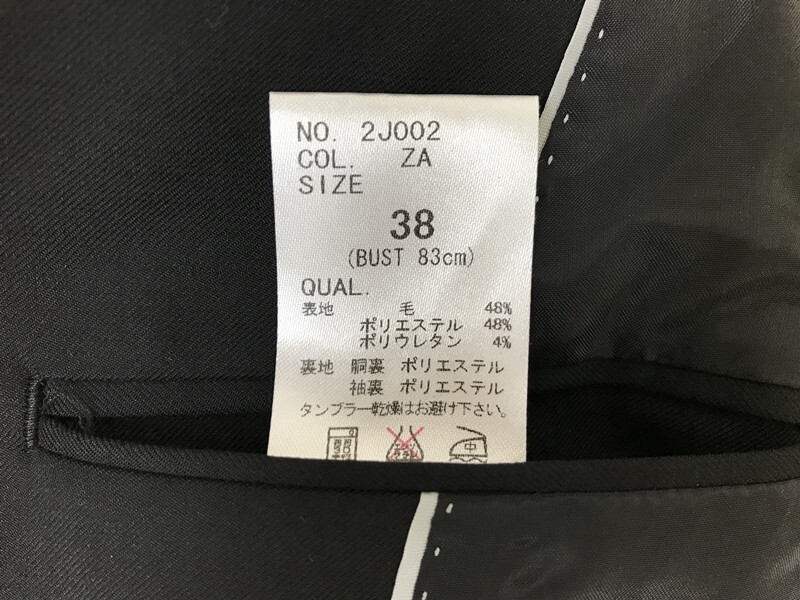 NO. 2J002
COL. ZA
SIZE
38
(BUST 83cm)
QUAL.
表地 毛 48%
ポリエステル 48%
ポリウレタン 4%
裏地 胴裏 ポリエステル
袖裏 ポリエステル
タンブラー乾燥はお避け下さい。
中